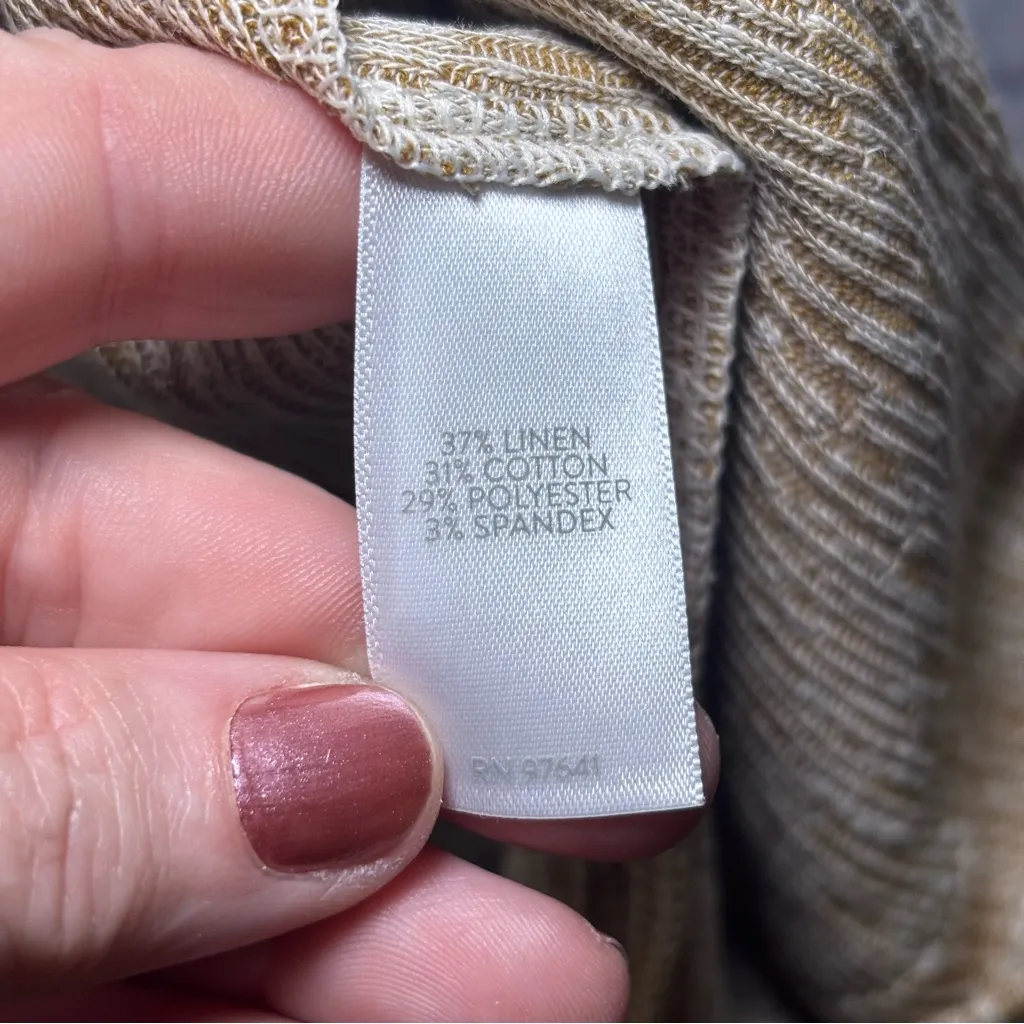 37% LINEN
31% COTTON
29% POLYESTER
3% SPANDEX
RN 97641